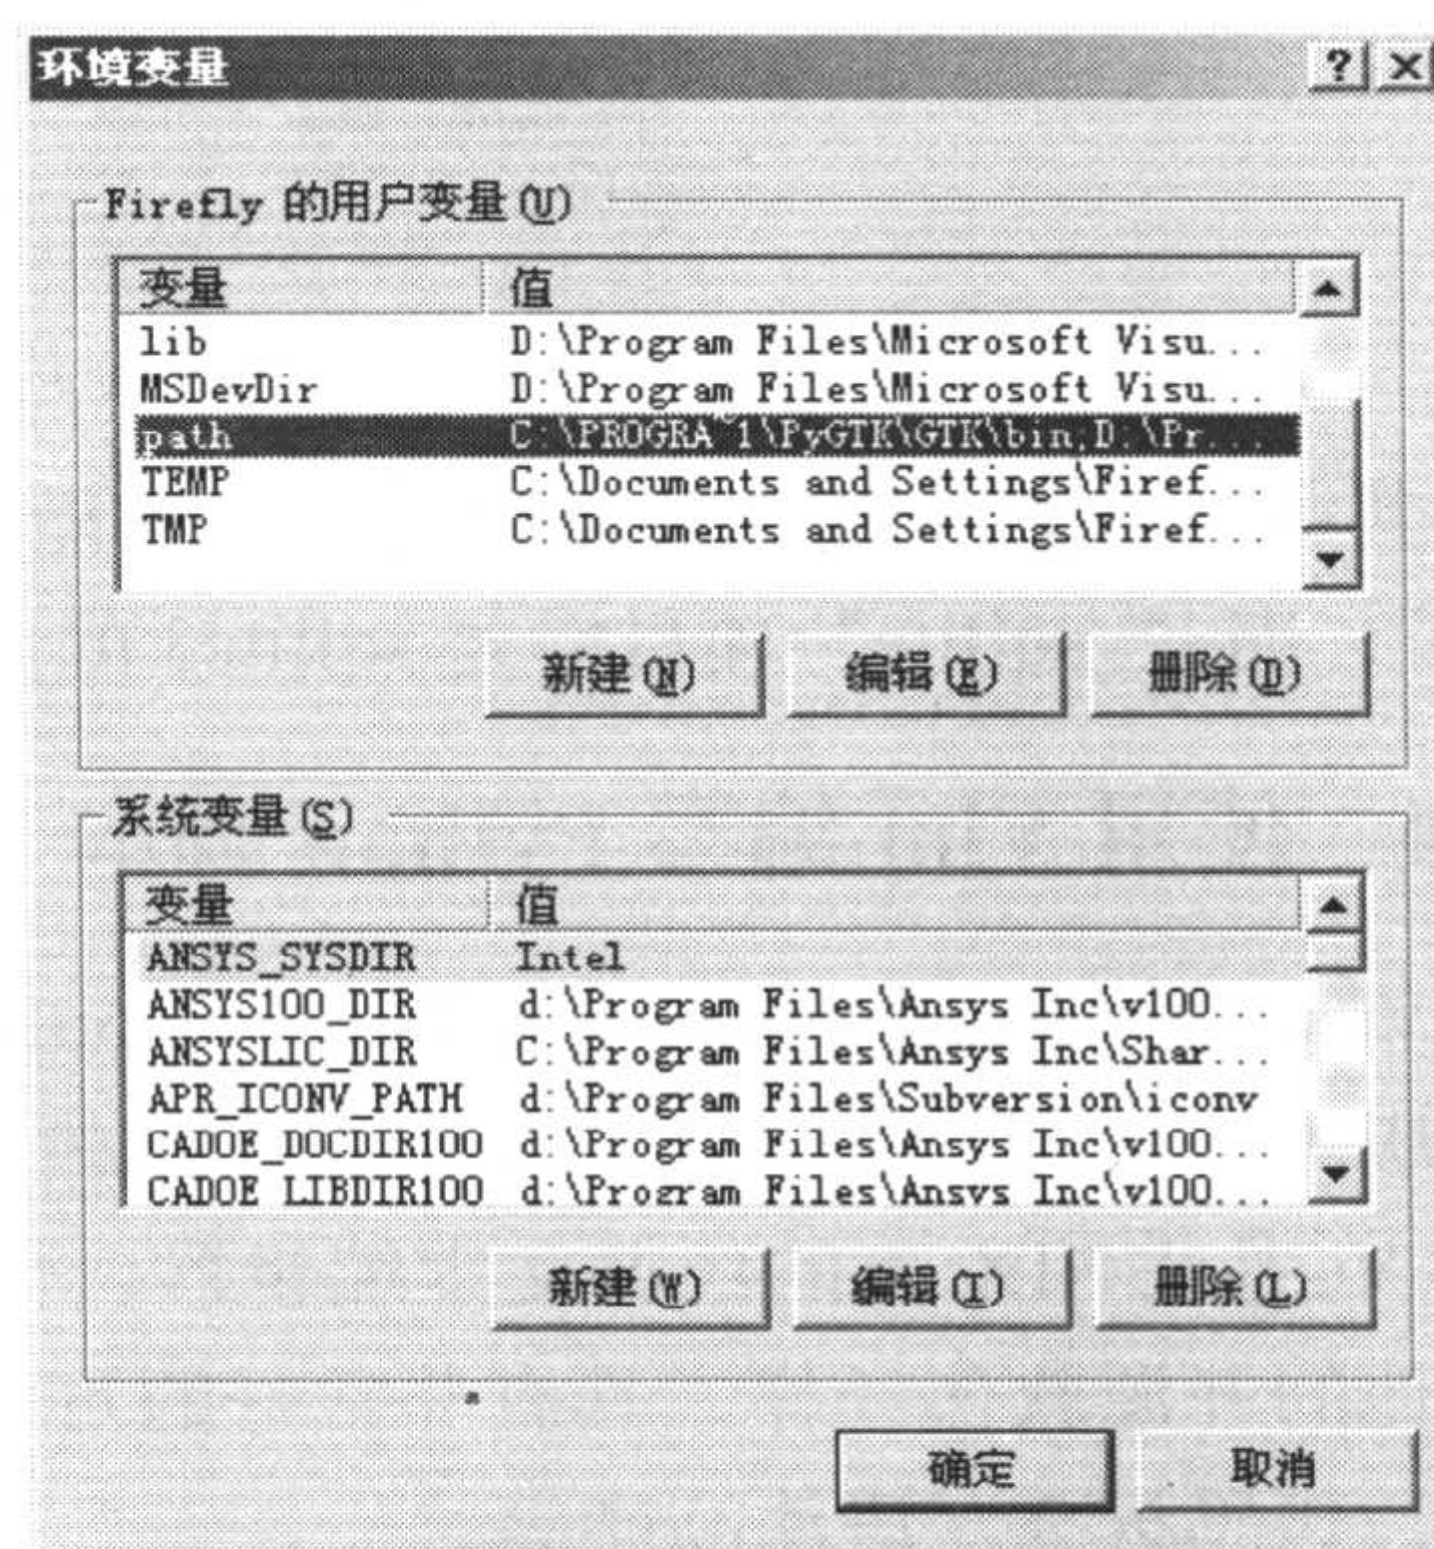 环境变量
Firefly 的用户变量(U)
变量 值
lib D:\Program Files\Microsoft Visu...
MSDevDir D:\Program Files\Microsoft Visu...
path C:\PROGRA~1\PyGTK\GTK\bin;D:\Pr...
TEMP C:\Documents and Settings\Firef...
TMP C:\Documents and Settings\Firef...
新建(N) 编辑(E) 删除(D)
系统变量(S)
变量 值
ANSYS_SYSDIR Intel
ANSYS100_DIR d:\Program Files\Ansys Inc\v100...
ANSYSLIC_DIR C:\Program Files\Ansys Inc\Shar...
APR_ICONV_PATH d:\Program Files\Subversion\iconv
CADOE_DOCDIR100 d:\Program Files\Ansys Inc\v100...
CADOE_LIBDIR100 d:\Program Files\Ansys Inc\v100...
新建(W) 编辑(I) 删除(L)
确定 取消